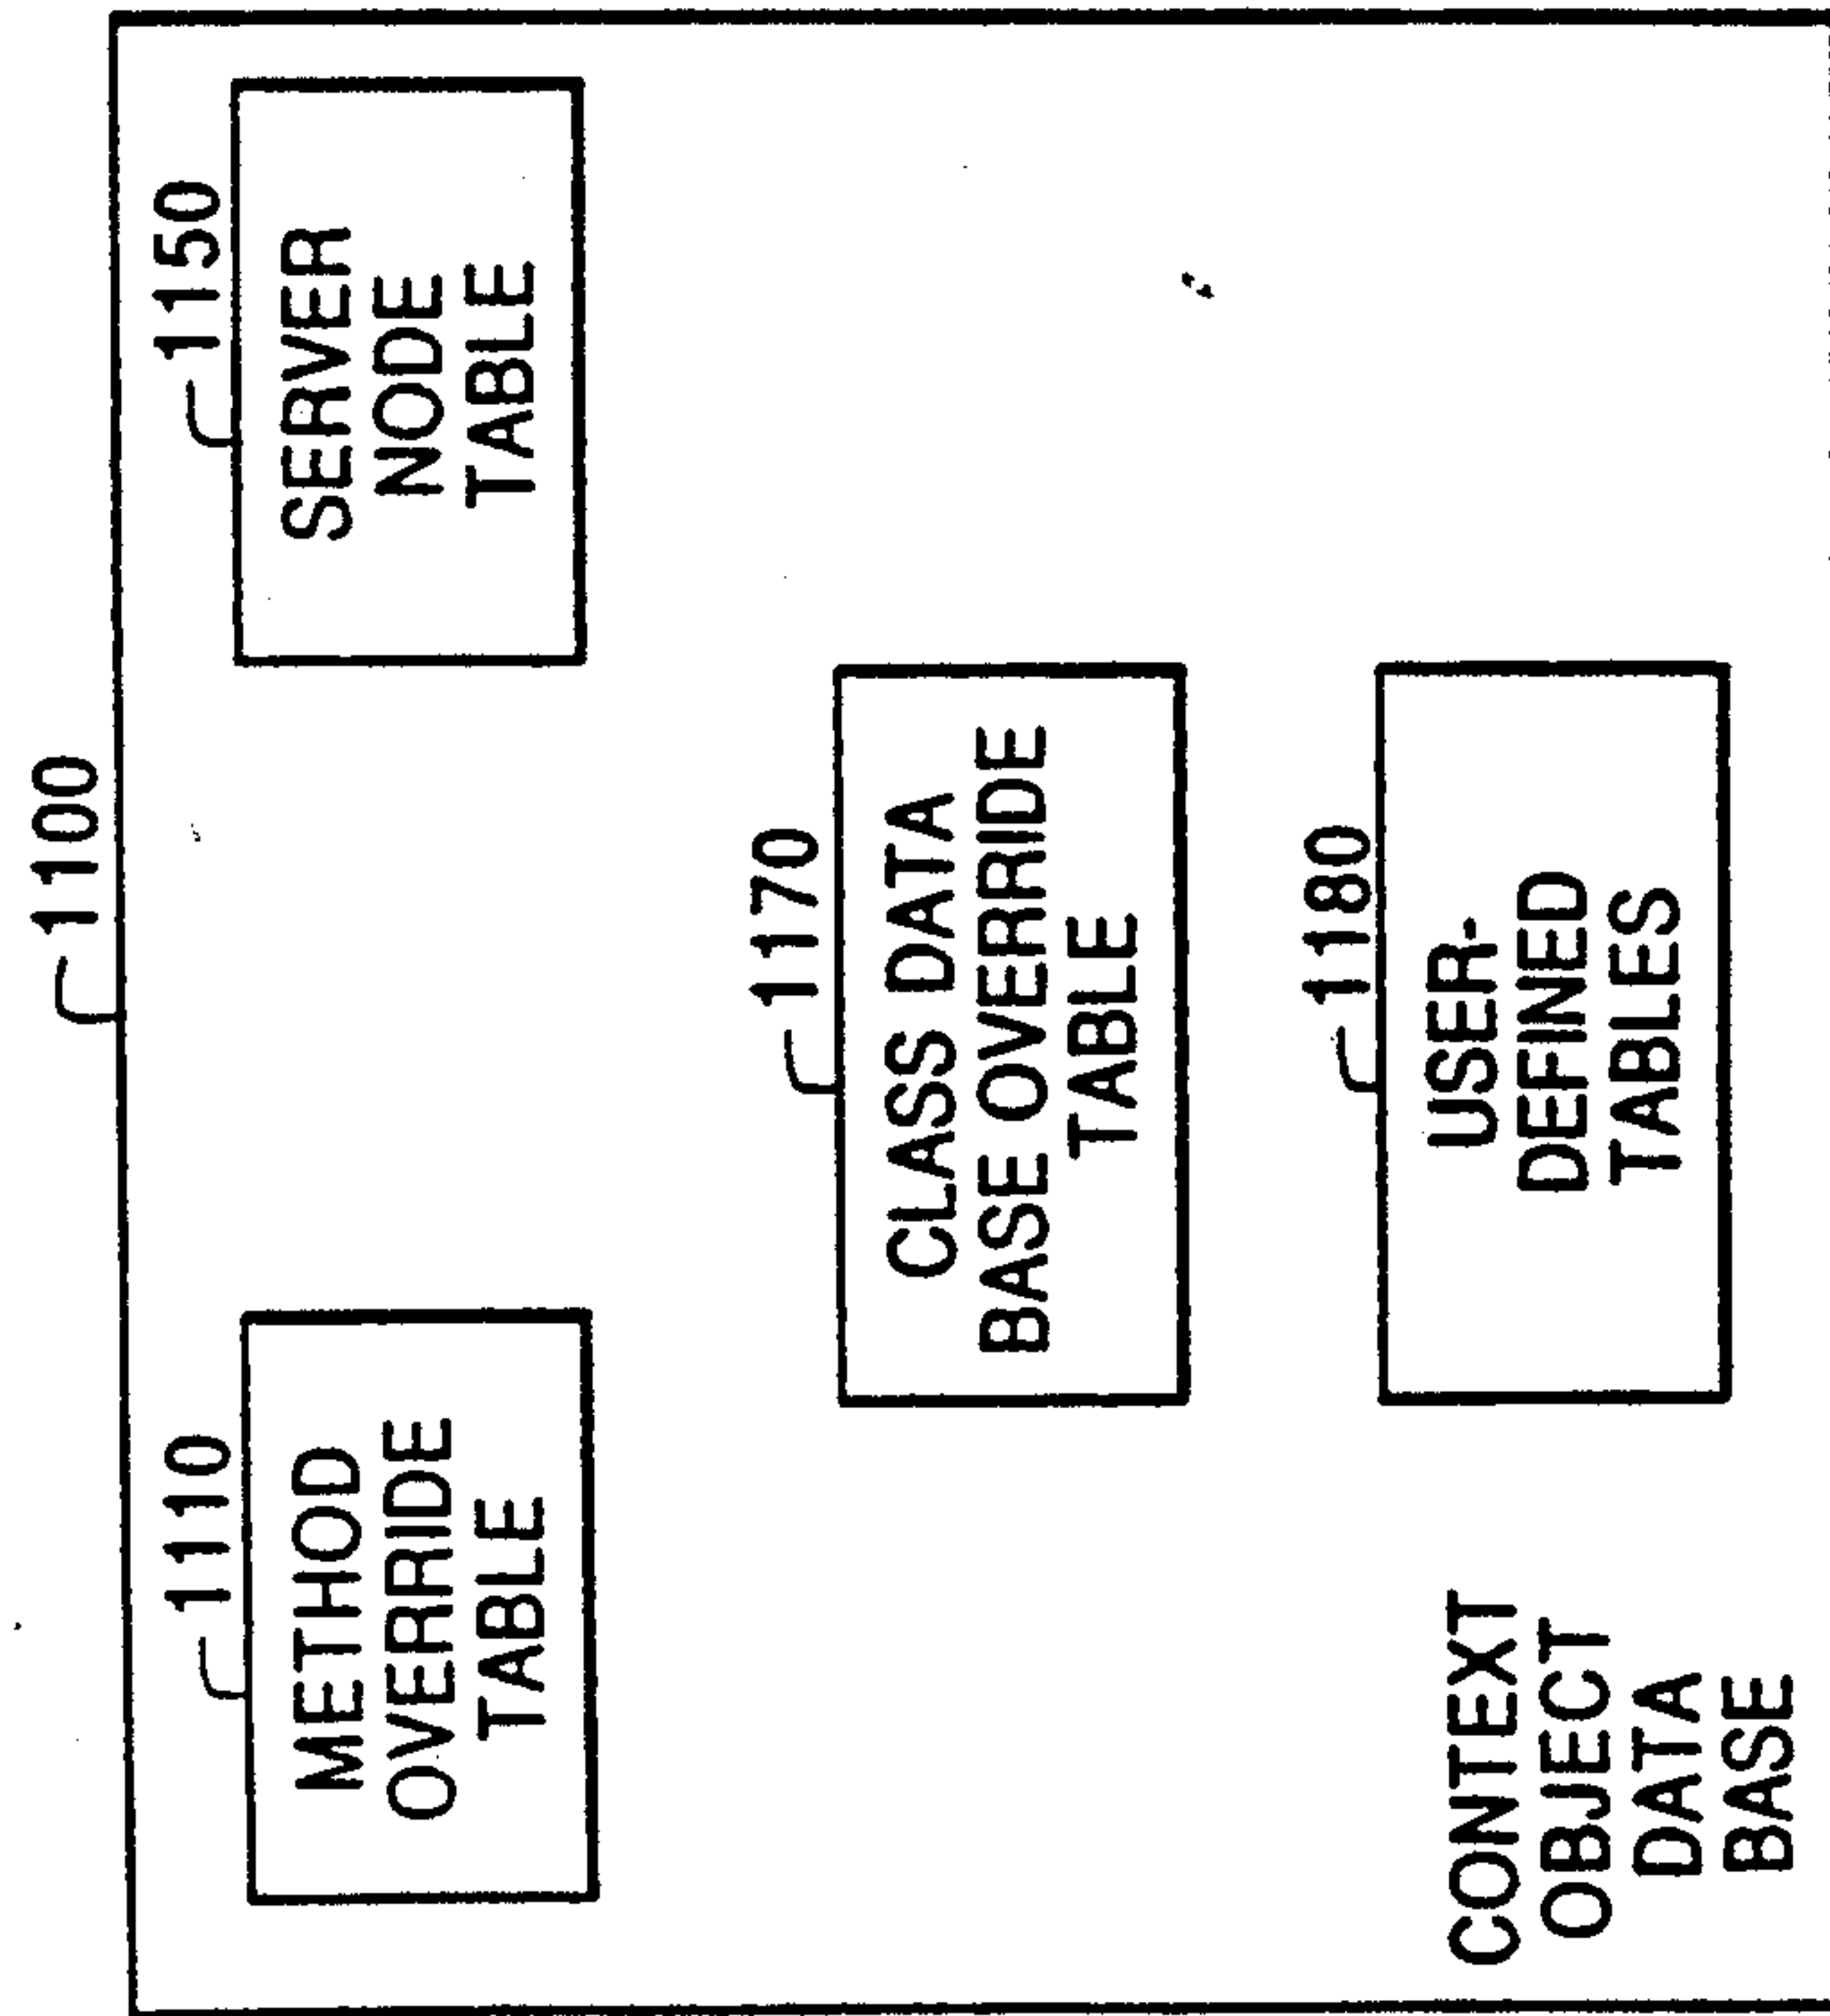 1100
1110
METHOD
OVERRIDE
TABLE
1150
SERVER
NODE
TABLE
1170
CLASS DATA
BASE OVERRIDE
TABLE
1180
USER-
DEFINED
TABLES
CONTEXT
OBJECT
DATA
BASE